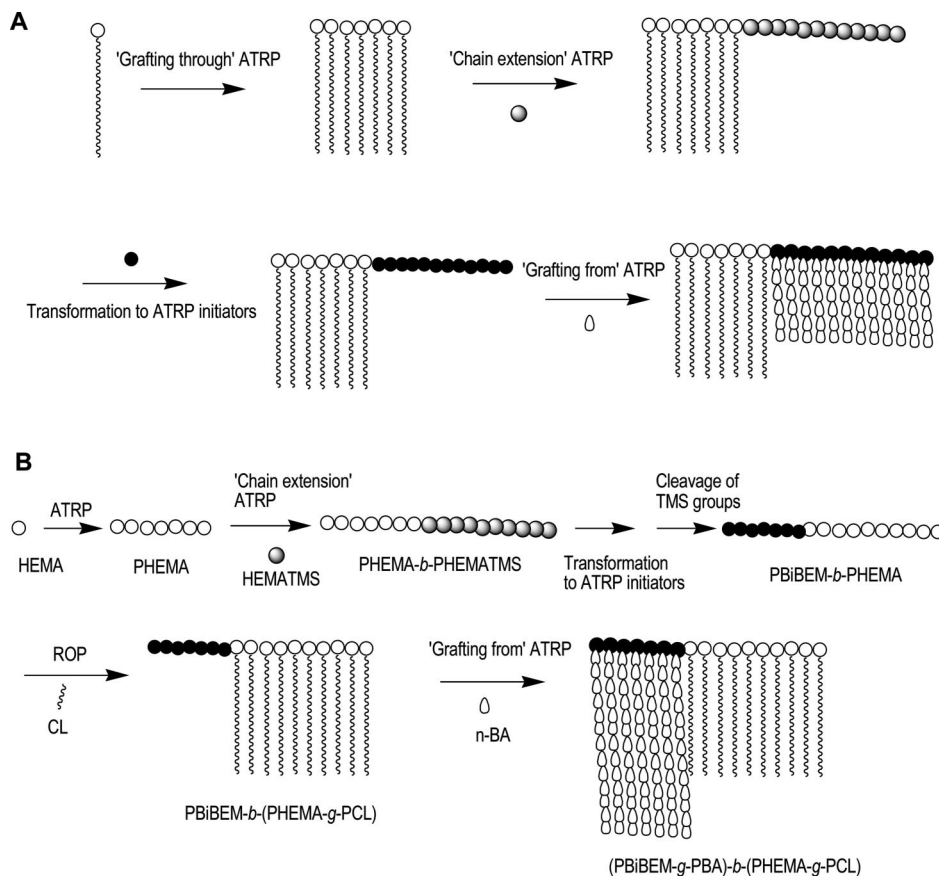 A
'Grafting through' ATRP
'Chain extension' ATRP
Transformation to ATRP initiators
'Grafting from' ATRP
B
ATRP
'Chain extension'
ATRP
Cleavage of
TMS groups
HEMA
PHEMA
HEMATMS
PHEMA-b-PHEMATMS
Transformation
to ATRP initiators
PBiBEM-b-PHEMA
ROP
CL
'Grafting from' ATRP
n-BA
PBiBEM-b-(PHEMA-g-PCL)
(PBiBEM-g-PBA)-b-(PHEMA-g-PCL)